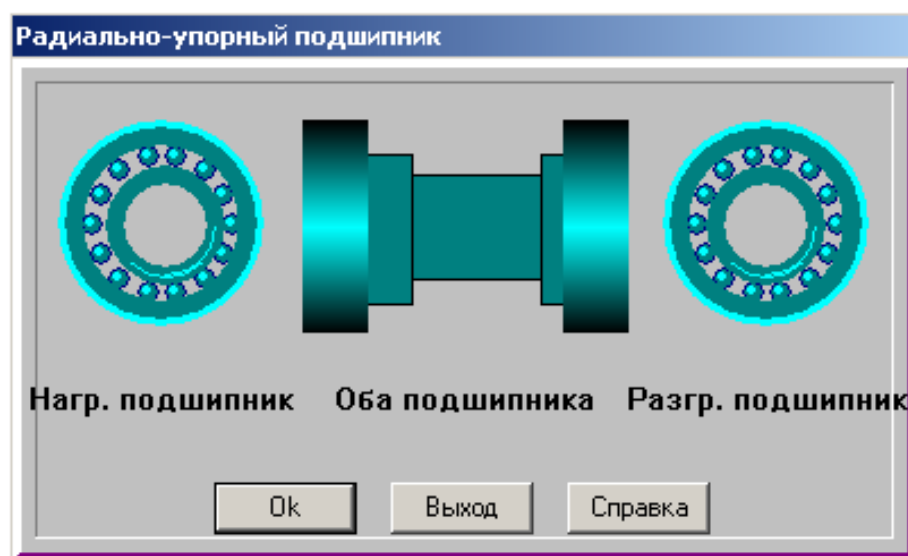 Радиально-упорный подшипник
Нагр. подшипник Оба подшипника Разгр. подшипник
Ok Выход Справка